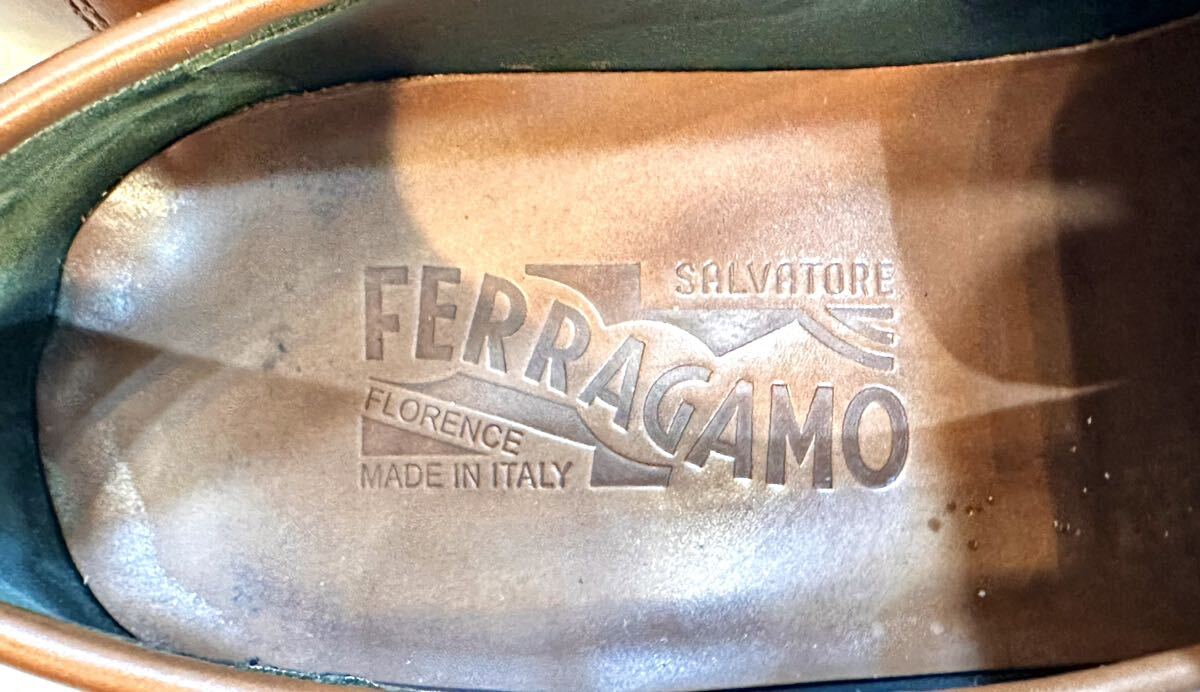 SALVATORE
FERRAGAMO
FLORENCE
MADE IN ITALY